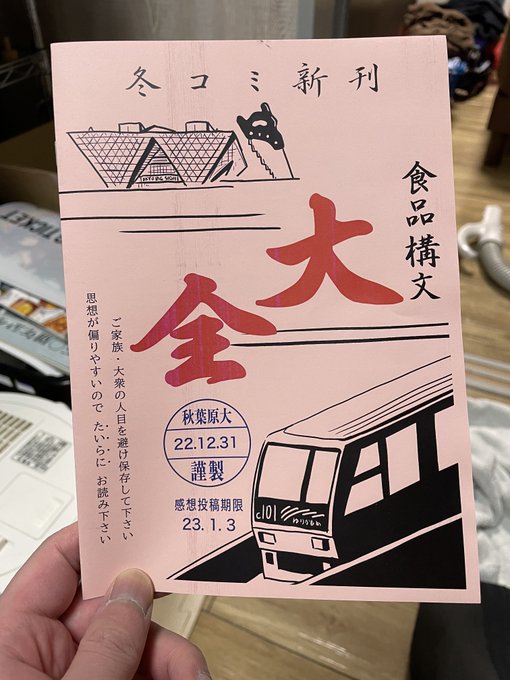 冬コミ新刊
食品構文
大全
秋葉原大
22.12.31
謹製
感想投稿期限
23.1.3
ご家族・大衆の人目を避け保存して下さい
思想が偏りやすいので たいらに お読み下さい
c101
ゆりかもめ